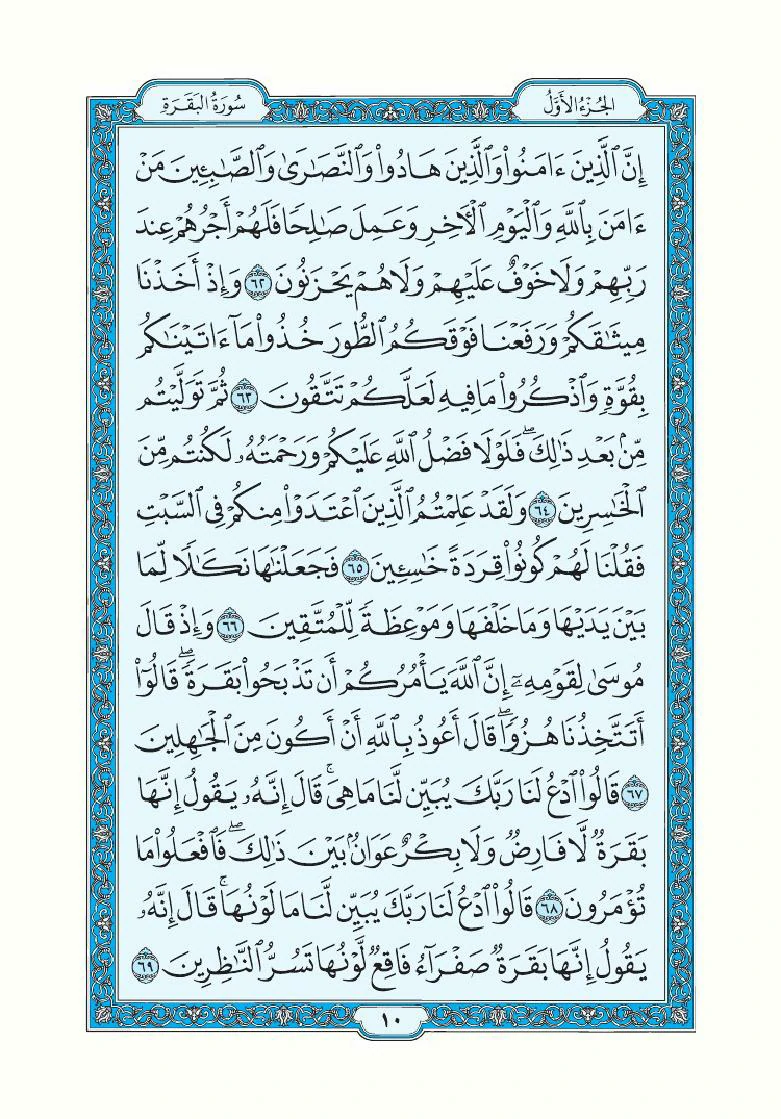 الجُزْءُ الأَوَّلُ
سُورَةُ البَقَرَةِ
إِنَّ ٱلَّذِينَ ءَامَنُوا۟ وَٱلَّذِينَ هَادُوا۟ وَٱلنَّصَـٰرَىٰ وَٱلصَّـٰبِـِٔينَ مَنْ
ءَامَنَ بِٱللَّهِ وَٱلْيَوْمِ ٱلْـَٔاخِرِ وَعَمِلَ صَـٰلِحًا فَلَهُمْ أَجْرُهُمْ عِندَ
رَبِّهِمْ وَلَا خَوْفٌ عَلَيْهِمْ وَلَا هُمْ يَحْزَنُونَ ٦٢ وَإِذْ أَخَذْنَا
مِيثَـٰقَكُمْ وَرَفَعْنَا فَوْقَكُمُ ٱلطُّورَ خُذُوا۟ مَآ ءَاتَيْنَـٰكُم
بِقُوَّةٍ وَٱذْكُرُوا۟ مَا فِيهِ لَعَلَّكُمْ تَتَّقُونَ ٦٣ ثُمَّ تَوَلَّيْتُم
مِّنۢ بَعْدِ ذَٰلِكَ ۖ فَلَوْلَا فَضْلُ ٱللَّهِ عَلَيْكُمْ وَرَحْمَتُهُۥ لَكُنتُم مِّنَ
ٱلْخَـٰسِرِينَ ٦٤ وَلَقَدْ عَلِمْتُمُ ٱلَّذِينَ ٱعْتَدَوْا۟ مِنكُمْ فِى ٱلسَّبْتِ
فَقُلْنَا لَهُمْ كُونُوا۟ قِرَدَةً خَـٰسِـِٔينَ ٦٥ فَجَعَلْنَـٰهَا نَكَـٰلًا لِّمَا
بَيْنَ يَدَيْهَا وَمَا خَلْفَهَا وَمَوْعِظَةً لِّلْمُتَّقِينَ ٦٦ وَإِذْ قَالَ
مُوسَىٰ لِقَوْمِهِۦٓ إِنَّ ٱللَّهَ يَأْمُرُكُمْ أَن تَذْبَحُوا۟ بَقَرَةً ۖ قَالُوٓا۟
أَتَتَّخِذُنَا هُزُوًا ۖ قَالَ أَعُوذُ بِٱللَّهِ أَنْ أَكُونَ مِنَ ٱلْجَـٰهِلِينَ
٦٧ قَالُوا۟ ٱدْعُ لَنَا رَبَّكَ يُبَيِّن لَّنَا مَا هِىَ ۚ قَالَ إِنَّهُۥ يَقُولُ إِنَّهَا
بَقَرَةٌ لَّا فَارِضٌ وَلَا بِكْرٌ عَوَانٌۢ بَيْنَ ذَٰلِكَ ۖ فَٱفْعَلُوا۟ مَا
تُؤْمَرُونَ ٦٨ قَالُوا۟ ٱدْعُ لَنَا رَبَّكَ يُبَيِّن لَّنَا مَا لَوْنُهَا ۚ قَالَ إِنَّهُۥ
يَقُولُ إِنَّهَا بَقَرَةٌ صَفْرَآءُ فَاقِعٌ لَّوْنُهَا تَسُرُّ ٱلنَّـٰظِرِينَ ٦٩
١٠